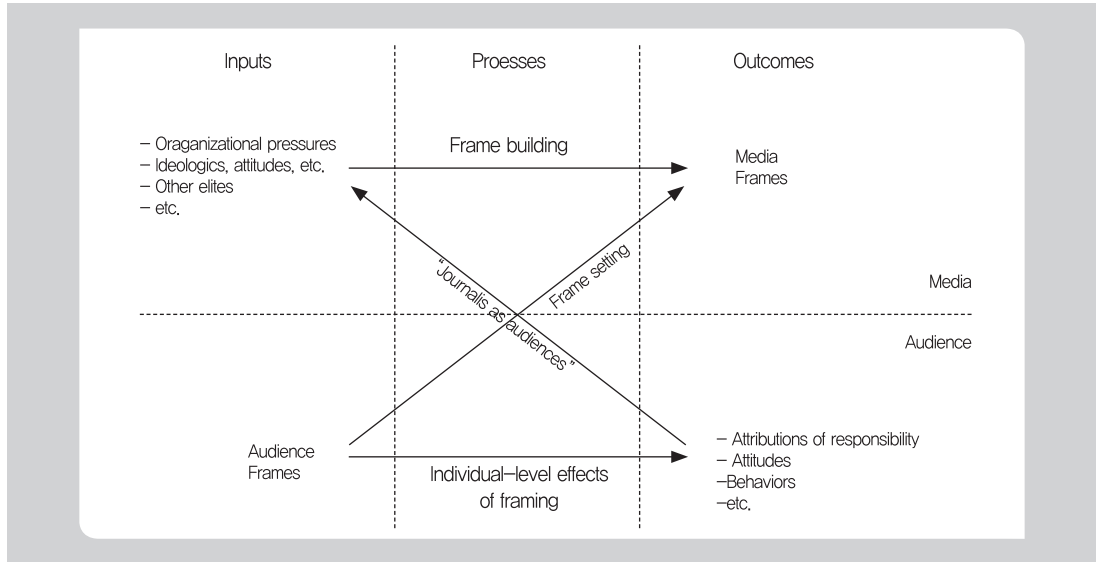 Inputs
Proesses
Outcomes
– Oraganizational pressures
– Ideologics, attitudes, etc.
– Other elites
– etc.
Frame building
Media
Frames
"Journalis as audiences"
Frame setting
Media
Audience
Audience
Frames
Individual–level effects
of framing
– Attributions of responsibility
– Attitudes
–Behaviors
–etc.